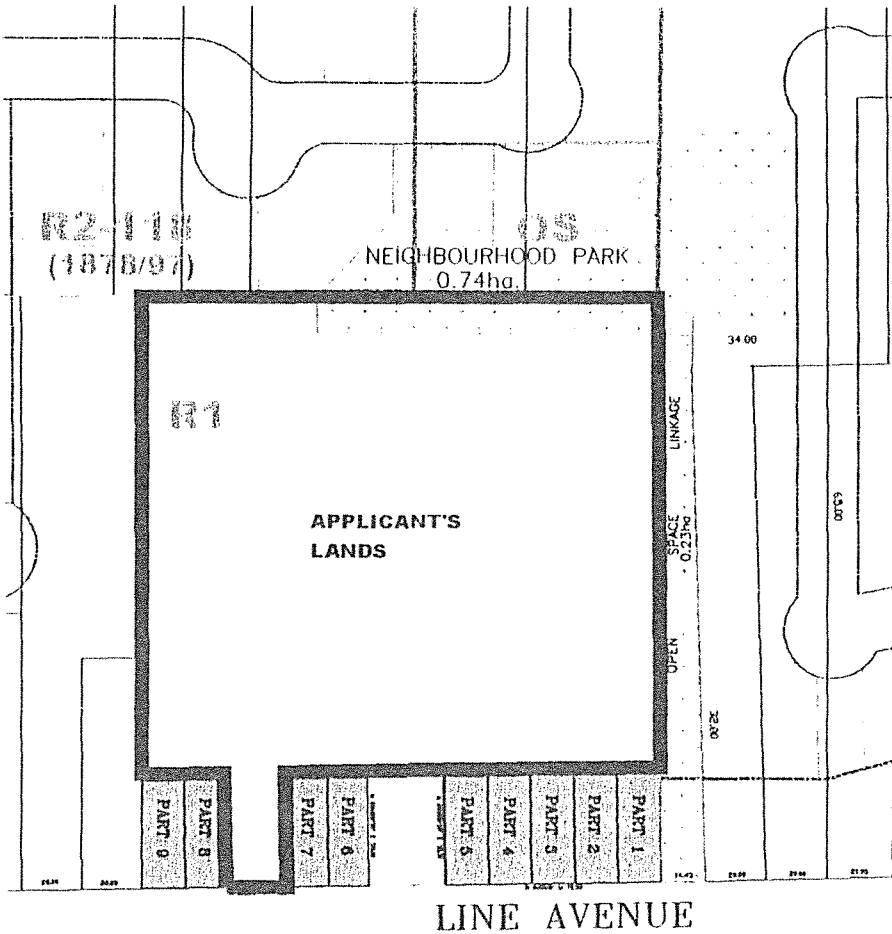 R2-118
(1878/97)
OS
NEIGHBOURHOOD PARK
0.74ha.
34.00
R1
LINKAGE
SPACE
0.23ha
OPEN
APPLICANT'S
LANDS
65.00
32.00
PART 9
PART 8
PART 7
PART 6
PART 5
PART 4
PART 3
PART 2
PART 1
LINE AVENUE